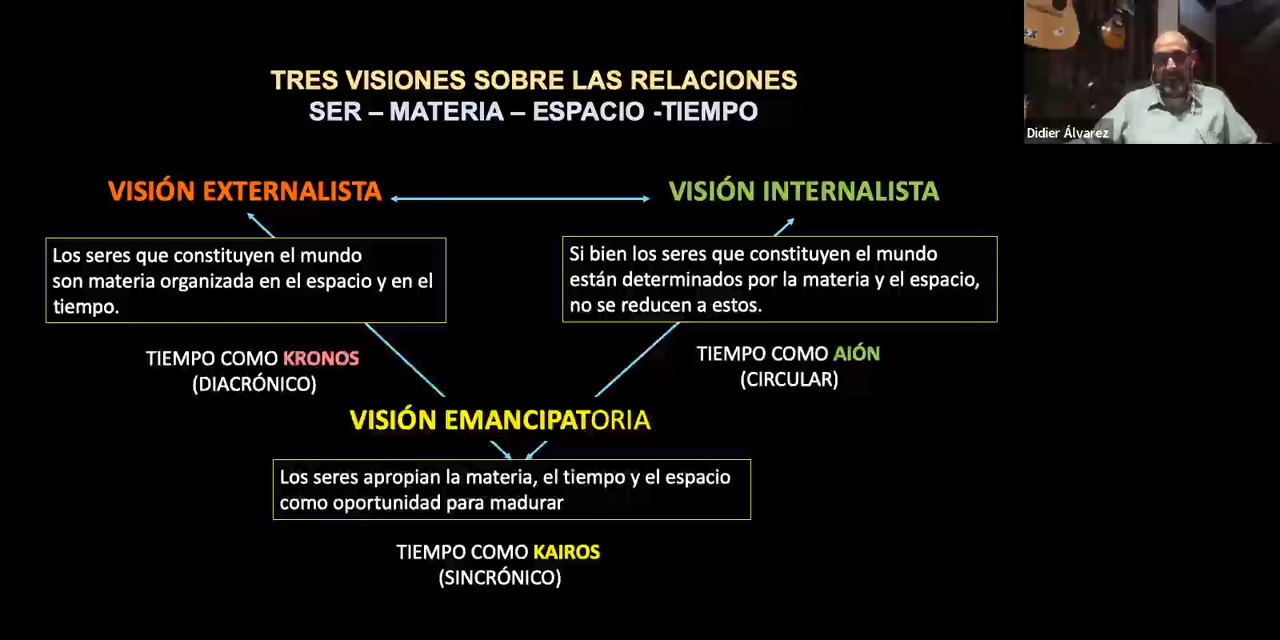 TRES VISIONES SOBRE LAS RELACIONES
SER – MATERIA – ESPACIO -TIEMPO
Didier Álvarez
VISIÓN EXTERNALISTA
VISIÓN INTERNALISTA
Los seres que constituyen el mundo
son materia organizada en el espacio y en el
tiempo.
Si bien los seres que constituyen el mundo
están determinados por la materia y el espacio,
no se reducen a estos.
TIEMPO COMO KRONOS
(DIACRÓNICO)
TIEMPO COMO AIÓN
(CIRCULAR)
VISIÓN EMANCIPATORIA
Los seres apropian la materia, el tiempo y el espacio
como oportunidad para madurar
TIEMPO COMO KAIROS
(SINCRÓNICO)